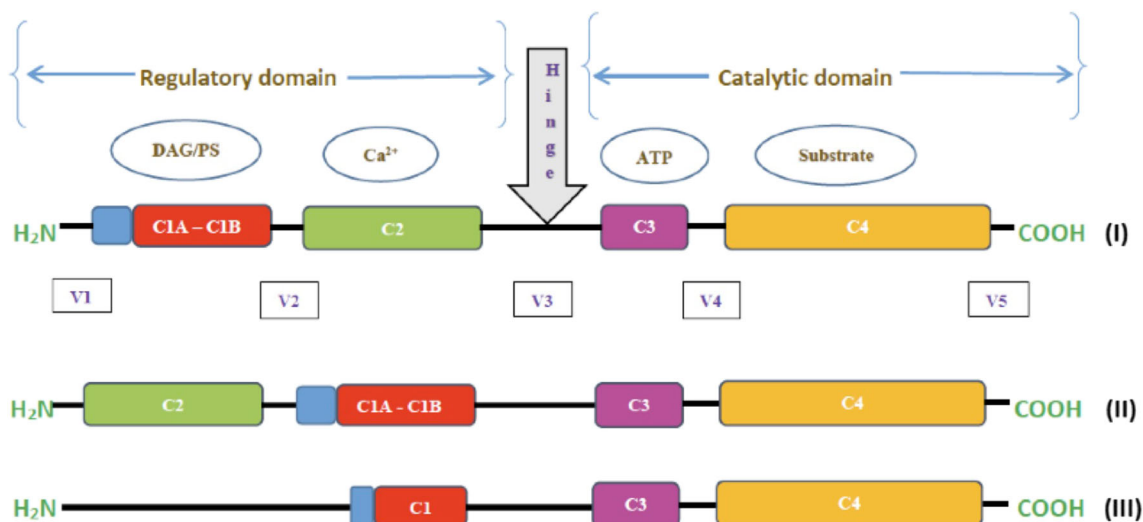 Regulatory domain
Hinge
Catalytic domain
DAG/PS
Ca²⁺
ATP
Substrate
H₂N C1A – C1B C2 C3 C4 COOH (I)
V1 V2 V3 V4 V5
H₂N C2 C1A - C1B C3 C4 COOH (II)
H₂N C1 C3 C4 COOH (III)